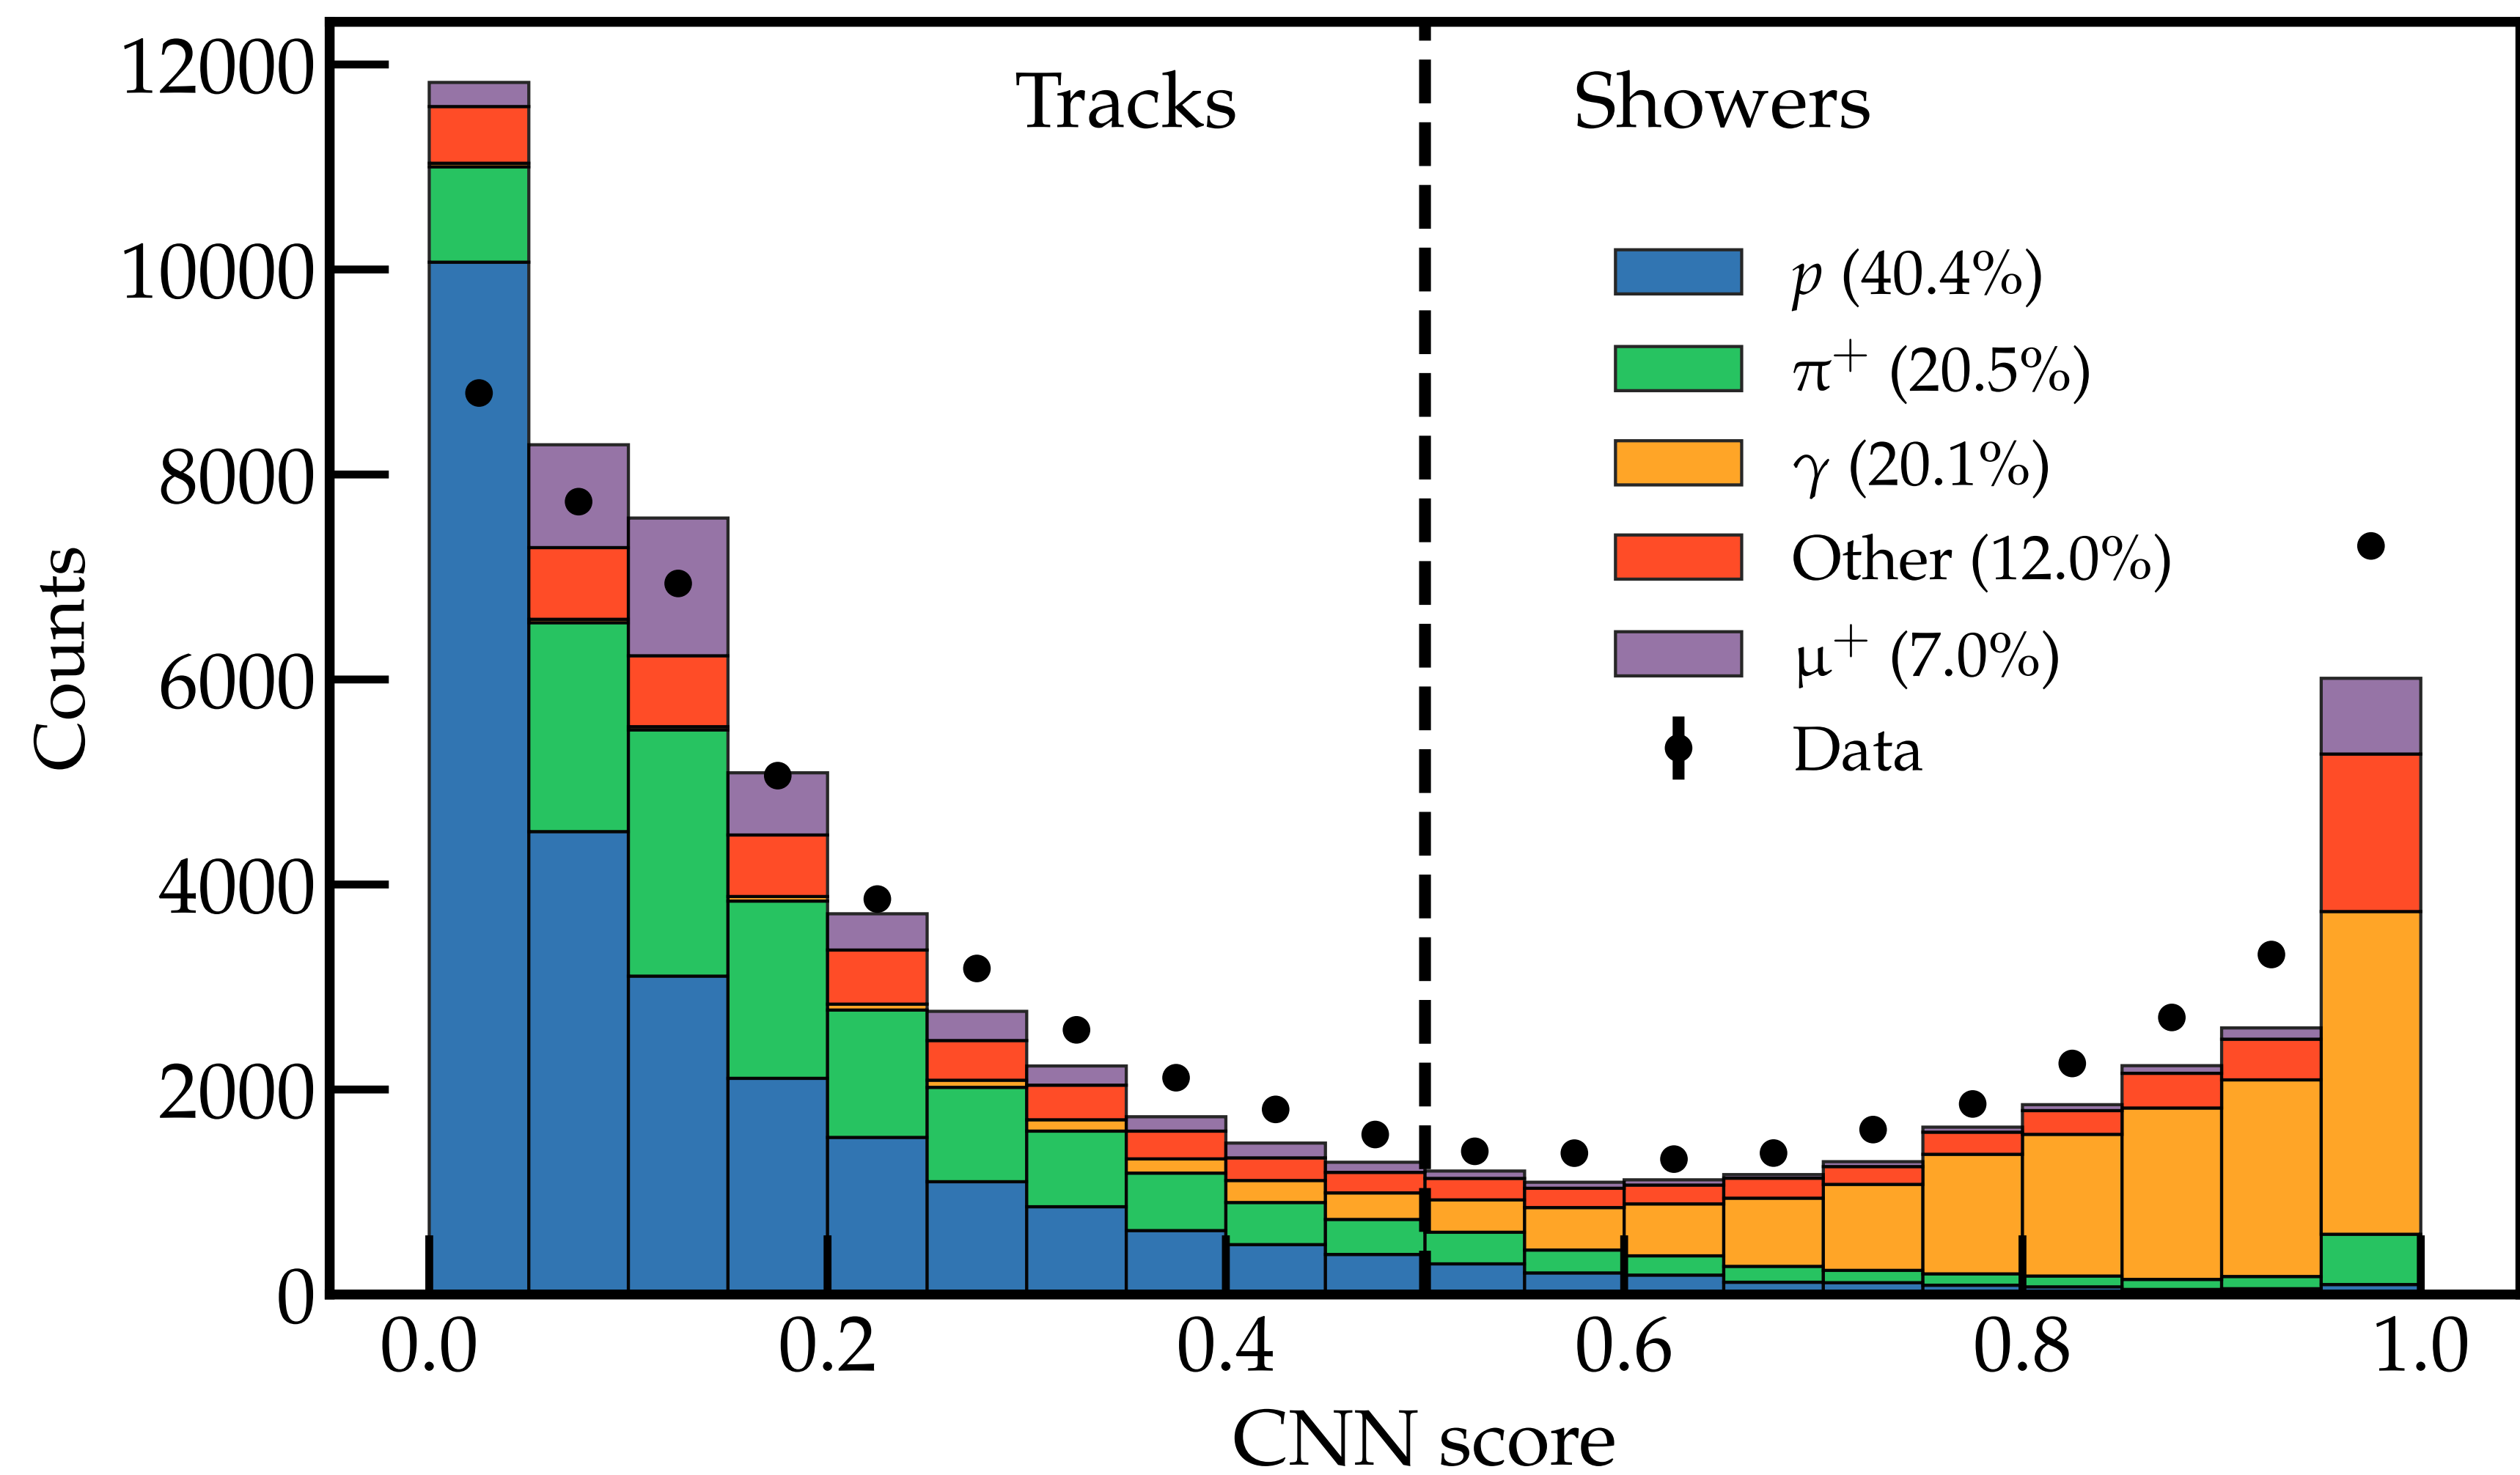 Tracks
Showers
12000
10000
8000
6000
4000
2000
0
Counts
p (40.4%)
π⁺ (20.5%)
γ (20.1%)
Other (12.0%)
μ⁺ (7.0%)
Data
0.0 0.2 0.4 0.6 0.8 1.0
CNN score